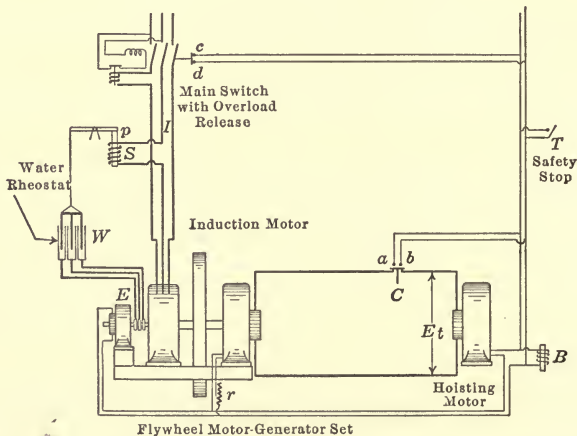 c
d
Main Switch
with Overload
Release
I
p
S
T
Safety
Stop
Water
Rheostat
W
Induction Motor
a b
C
E
Et
B
r
Hoisting
Motor
Flywheel Motor-Generator Set